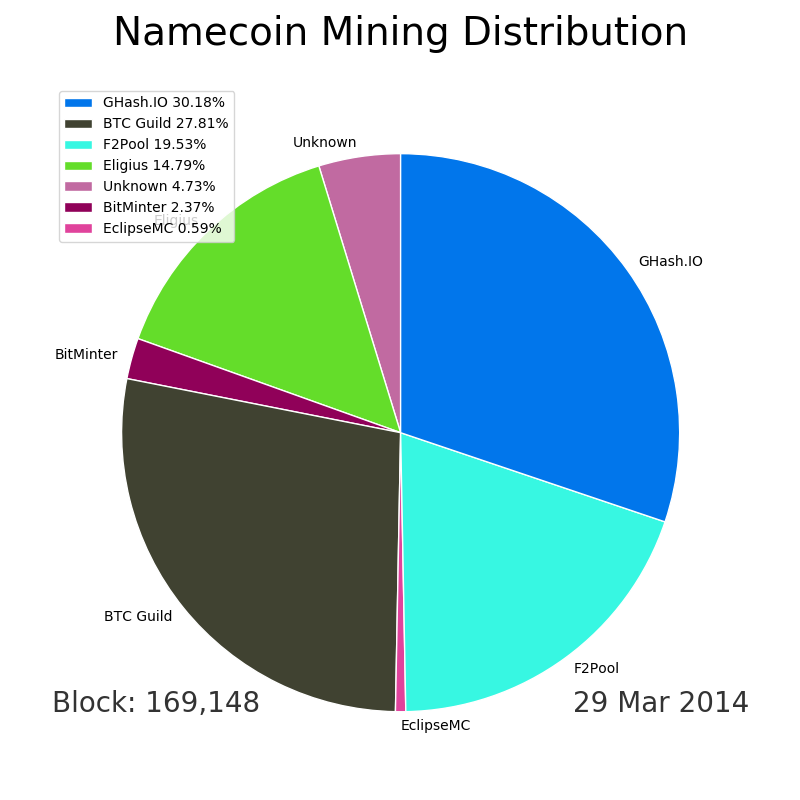 Namecoin Mining Distribution
GHash.IO 30.18%
BTC Guild 27.81%
F2Pool 19.53%
Eligius 14.79%
Unknown 4.73%
BitMinter 2.37%
EclipseMC 0.59%
Unknown
Eligius
GHash.IO
BitMinter
BTC Guild
F2Pool
EclipseMC
Block: 169,148
29 Mar 2014